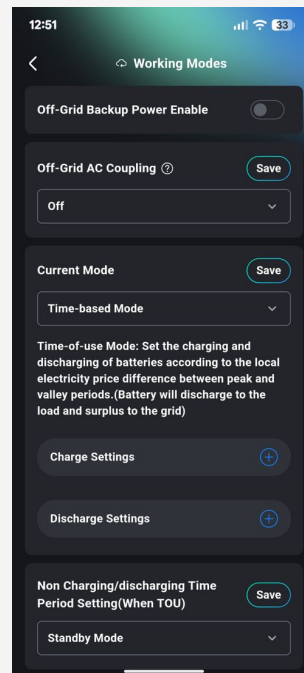 12:51
33
Working Modes
Off-Grid Backup Power Enable
Off-Grid AC Coupling ?
Save
Off
Current Mode
Save
Time-based Mode
Time-of-use Mode: Set the charging and
discharging of batteries according to the local
electricity price difference between peak and
valley periods.(Battery will discharge to the
load and surplus to the grid)
Charge Settings
Discharge Settings
Non Charging/discharging Time
Period Setting(When TOU)
Save
Standby Mode